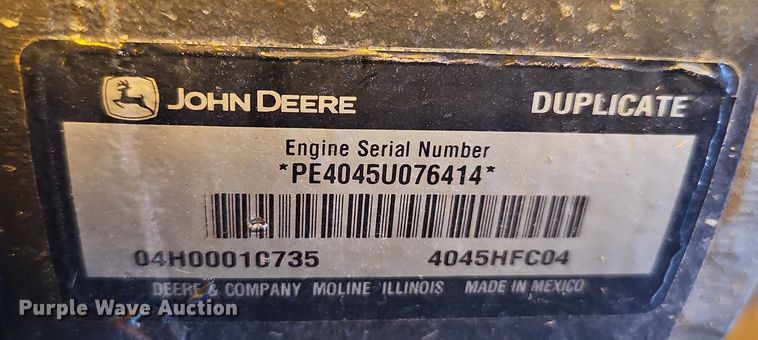 JOHN DEERE DUPLICATE
Engine Serial Number
*PE4045U076414*
04H0001C735 4045HFC04
DEERE & COMPANY MOLINE ILLINOIS MADE IN MEXICO
Purple Wave Auction